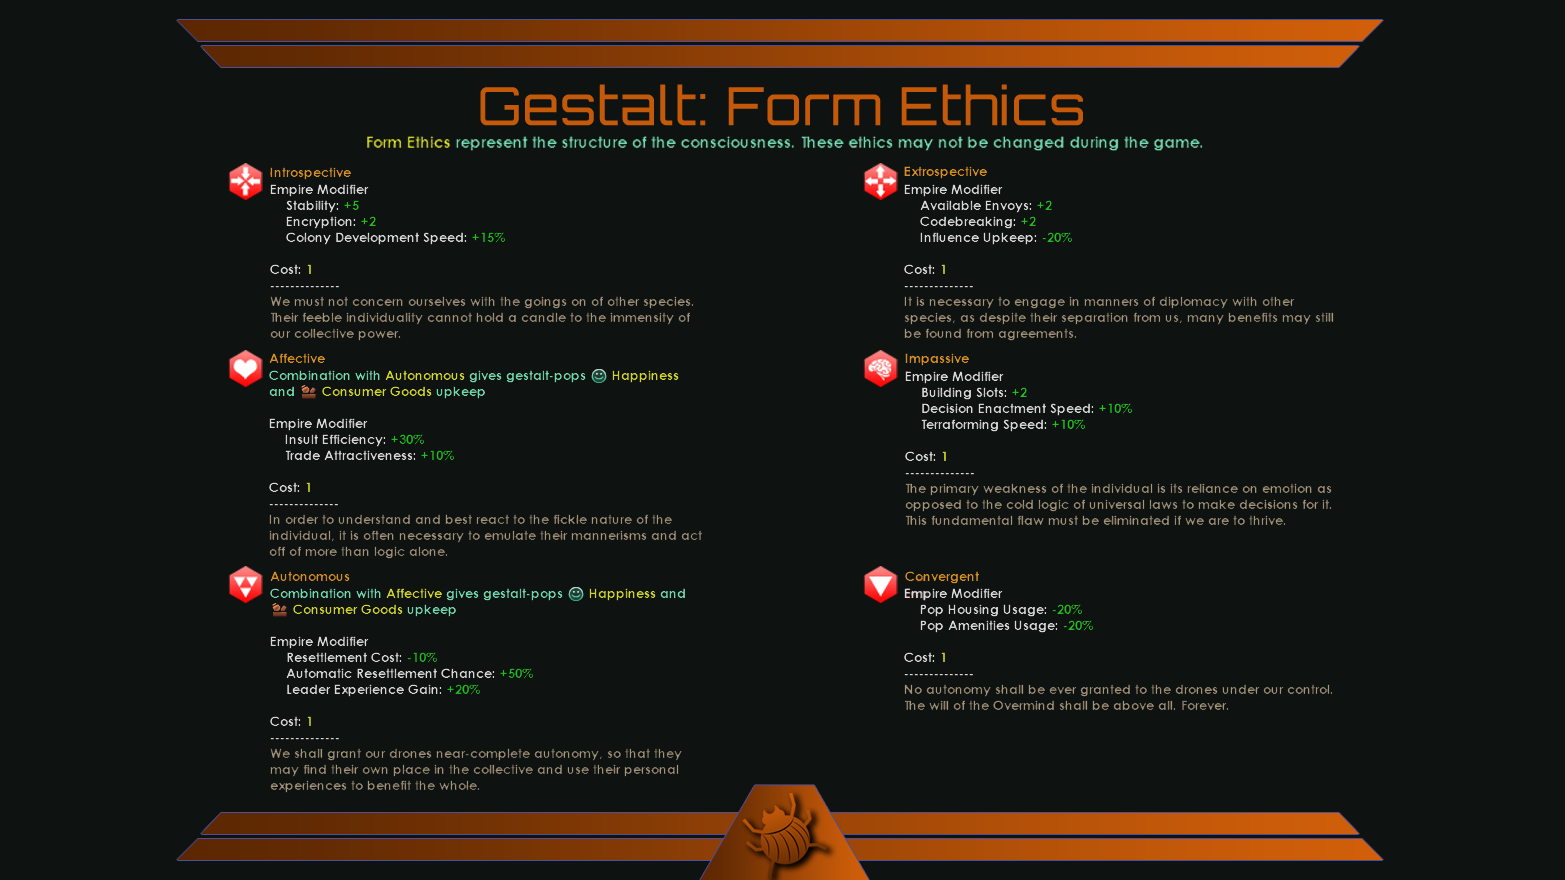 Gestalt: Form Ethics
Form Ethics represent the structure of the consciousness. These ethics may not be changed during the game.
Introspective
Empire Modifier
Stability: +5
Encryption: +2
Colony Development Speed: +15%
Cost: 1
--------------
We must not concern ourselves with the goings on of other species.
Their feeble individuality cannot hold a candle to the immensity of
our collective power.
Extrospective
Empire Modifier
Available Envoys: +2
Codebreaking: +2
Influence Upkeep: -20%
Cost: 1
--------------
It is necessary to engage in manners of diplomacy with other
species, as despite their separation from us, many benefits may still
be found from agreements.
Affective
Combination with Autonomous gives gestalt-pops Happiness
and Consumer Goods upkeep
Empire Modifier
Insult Efficiency: +30%
Trade Attractiveness: +10%
Cost: 1
--------------
In order to understand and best react to the fickle nature of the
individual, it is often necessary to emulate their mannerisms and act
off of more than logic alone.
Impassive
Empire Modifier
Building Slots: +2
Decision Enactment Speed: +10%
Terraforming Speed: +10%
Cost: 1
--------------
The primary weakness of the individual is its reliance on emotion as
opposed to the cold logic of universal laws to make decisions for it.
This fundamental flaw must be eliminated if we are to thrive.
Autonomous
Combination with Affective gives gestalt-pops Happiness and
Consumer Goods upkeep
Empire Modifier
Resettlement Cost: -10%
Automatic Resettlement Chance: +50%
Leader Experience Gain: +20%
Cost: 1
--------------
We shall grant our drones near-complete autonomy, so that they
may find their own place in the collective and use their personal
experiences to benefit the whole.
Convergent
Empire Modifier
Pop Housing Usage: -20%
Pop Amenities Usage: -20%
Cost: 1
--------------
No autonomy shall be ever granted to the drones under our control.
The will of the Overmind shall be above all. Forever.